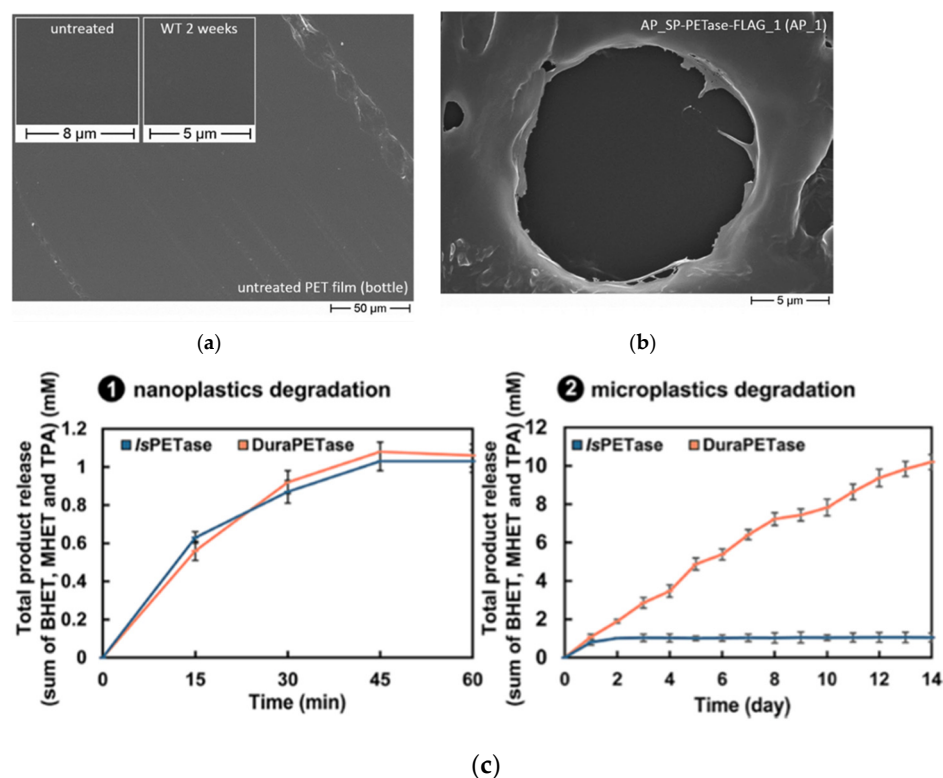 untreated
WT 2 weeks
8 µm
5 µm
untreated PET film (bottle)
50 µm
AP_SP-PETase-FLAG_1 (AP_1)
5 µm
(a)
(b)
1 nanoplastics degradation
Total product release
(sum of BHET, MHET and TPA) (mM)
IsPETase
DuraPETase
1.2
1
0.8
0.6
0.4
0.2
0
0
15
30
45
60
Time (min)
2 microplastics degradation
Total product release
(sum of BHET, MHET and TPA) (mM)
IsPETase
DuraPETase
12
10
8
6
4
2
0
0
2
4
6
8
10
12
14
Time (day)
(c)